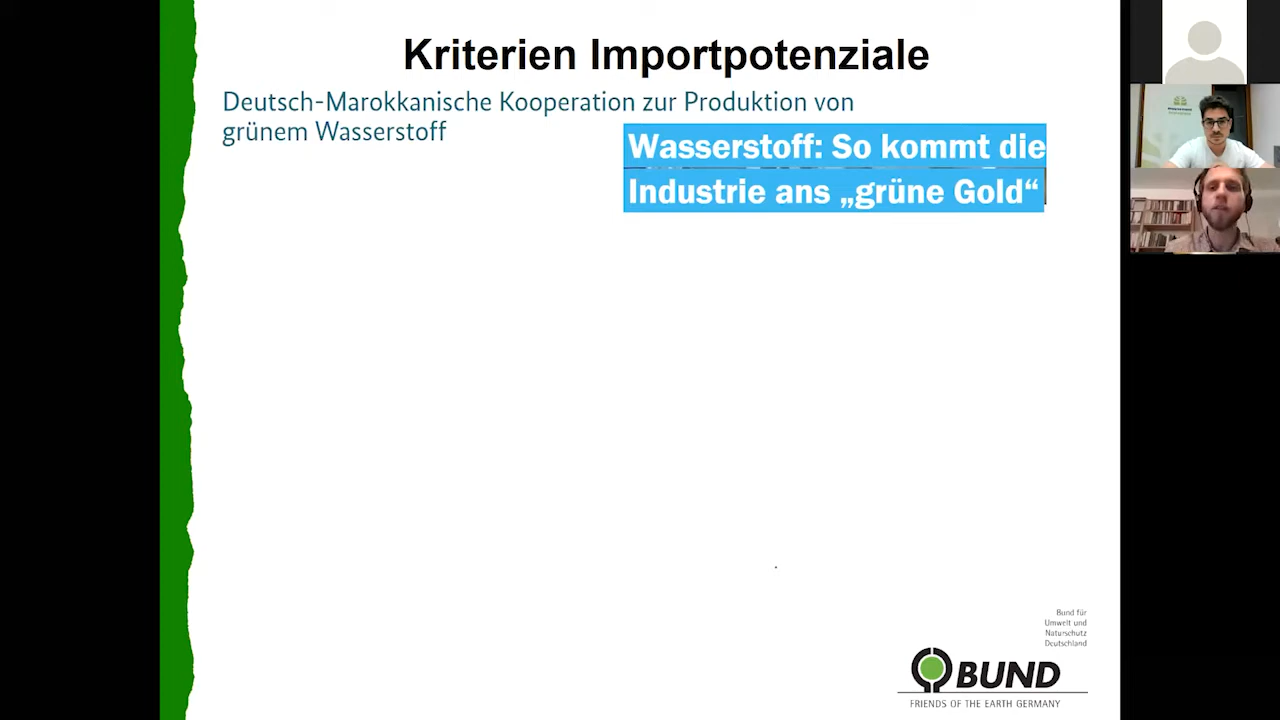 Kriterien Importpotenziale
Deutsch-Marokkanische Kooperation zur Produktion von
grünem Wasserstoff
Wasserstoff: So kommt die
Industrie ans „grüne Gold“
Bund für
Umwelt und
Naturschutz
Deutschland
BUND
FRIENDS OF THE EARTH GERMANY